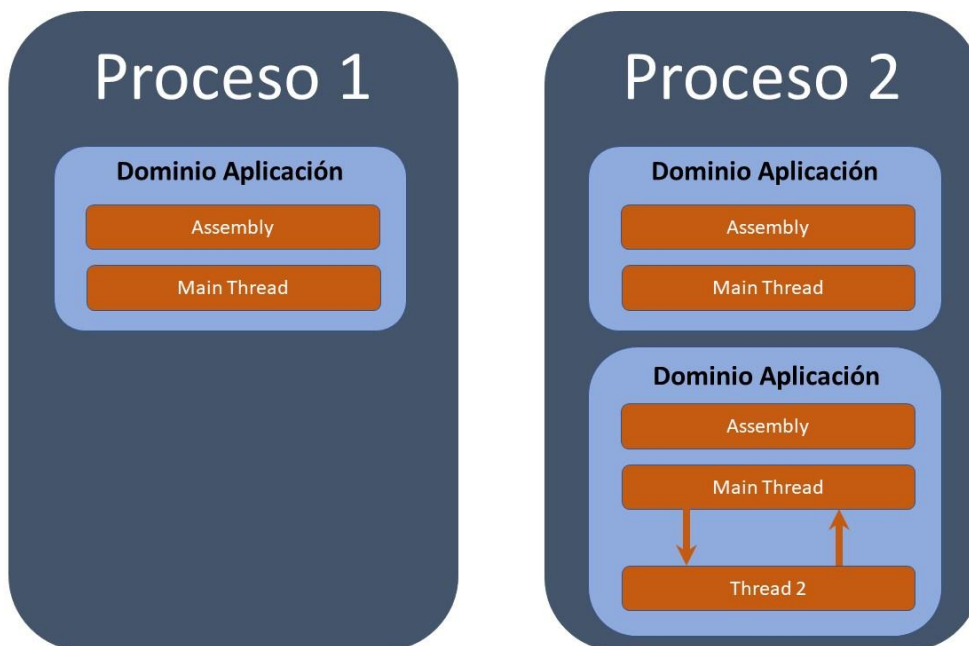 Proceso 1
Dominio Aplicación
Assembly
Main Thread
Proceso 2
Dominio Aplicación
Assembly
Main Thread
Dominio Aplicación
Assembly
Main Thread
Thread 2